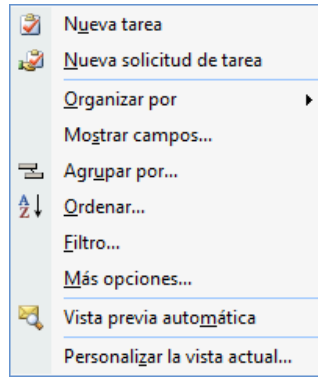 Nueva tarea
Nueva solicitud de tarea
Organizar por
Mostrar campos...
Agrupar por...
Ordenar...
Filtro...
Más opciones...
Vista previa automática
Personalizar la vista actual...